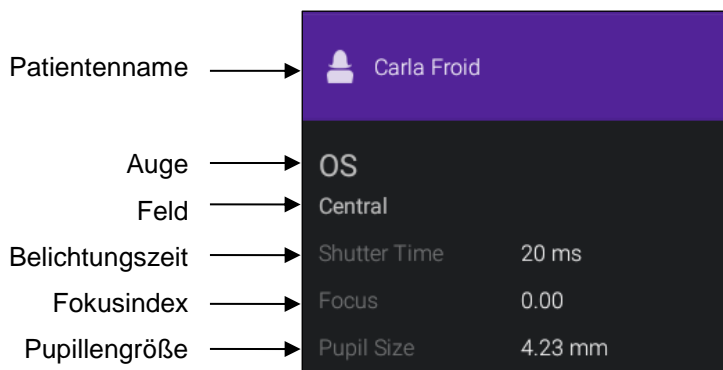 Patientenname Carla Froid
Auge OS
Feld Central
Belichtungszeit Shutter Time 20 ms
Fokusindex Focus 0.00
Pupillengröße Pupil Size 4.23 mm